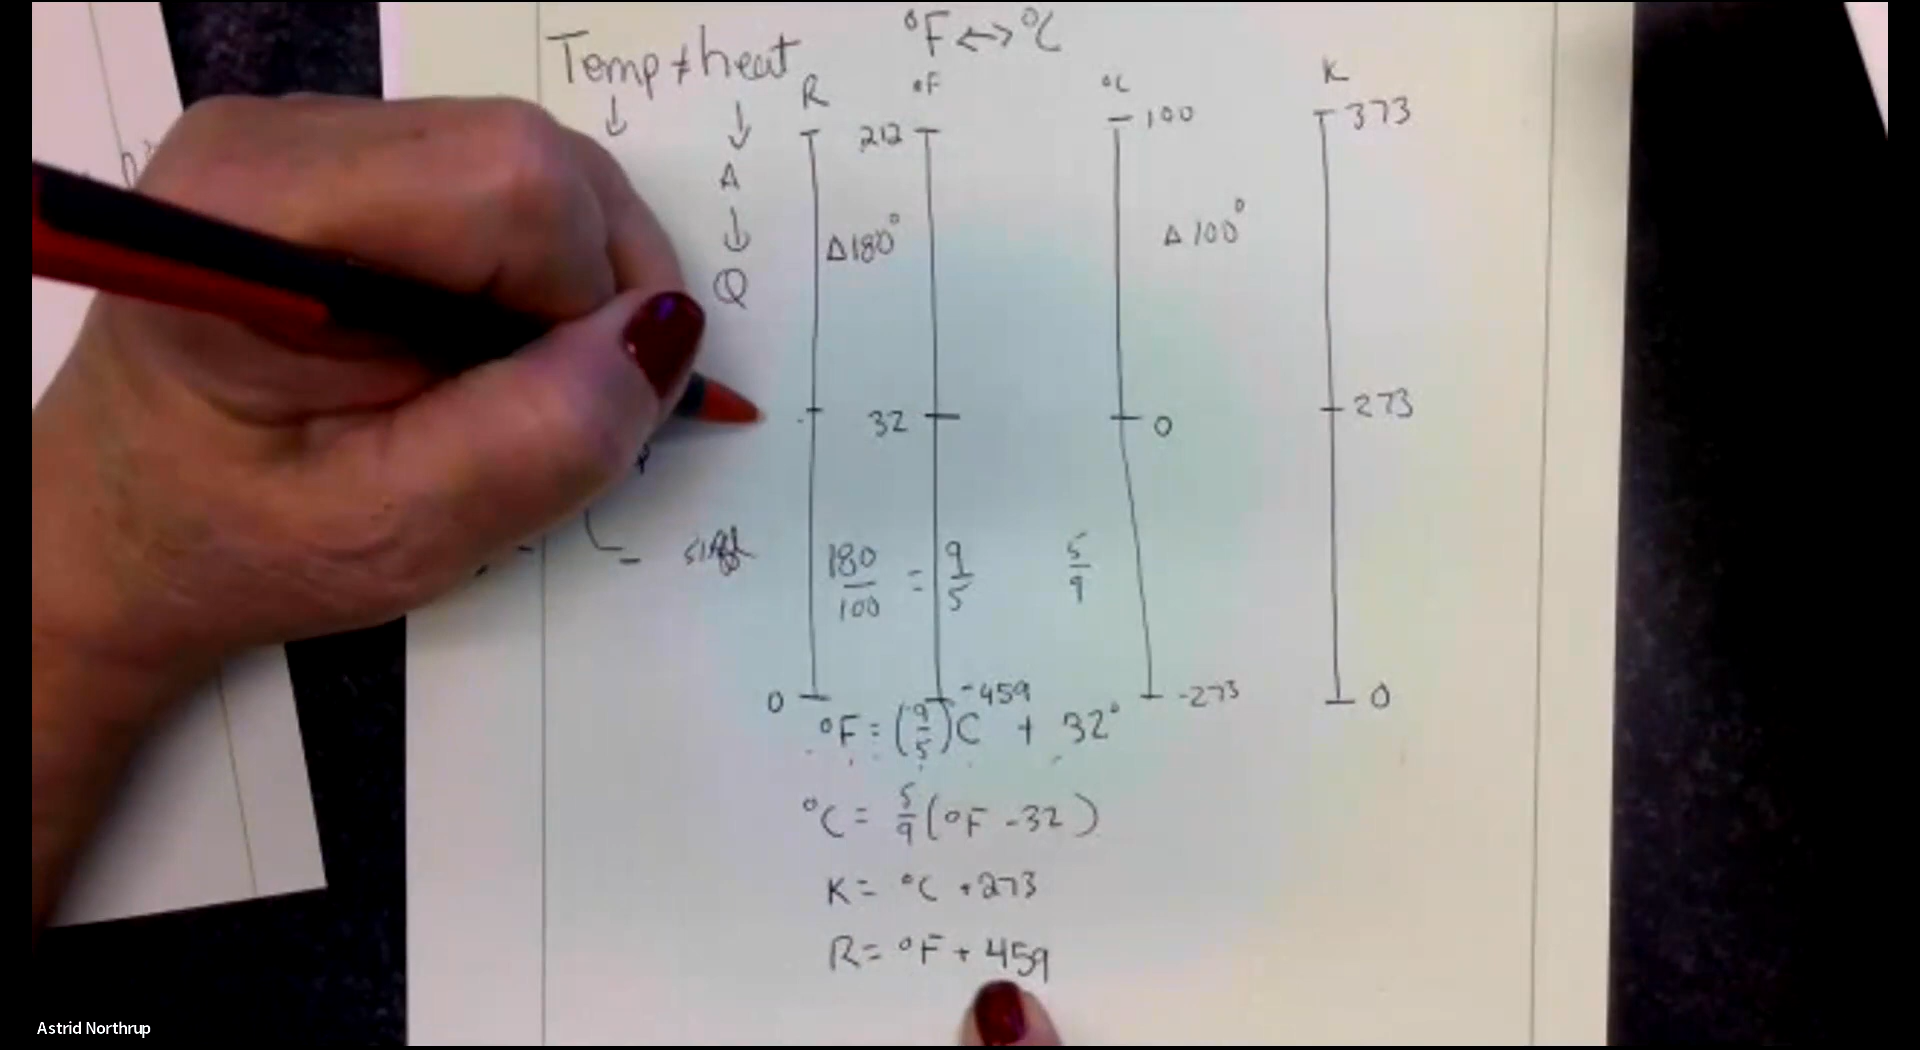 Temp ≠ heat
°F ↔ °C
↓
↓
A
↓
Q
R
°F
°C
K
212
100
373
Δ180°
Δ100°
32
0
273
180/100 = 9/5
5/9
0
-459
-273
0
°F = (9/5)C + 32°
°C = 5/9(°F - 32)
K = °C + 273
R = °F + 459
Astrid Northrup